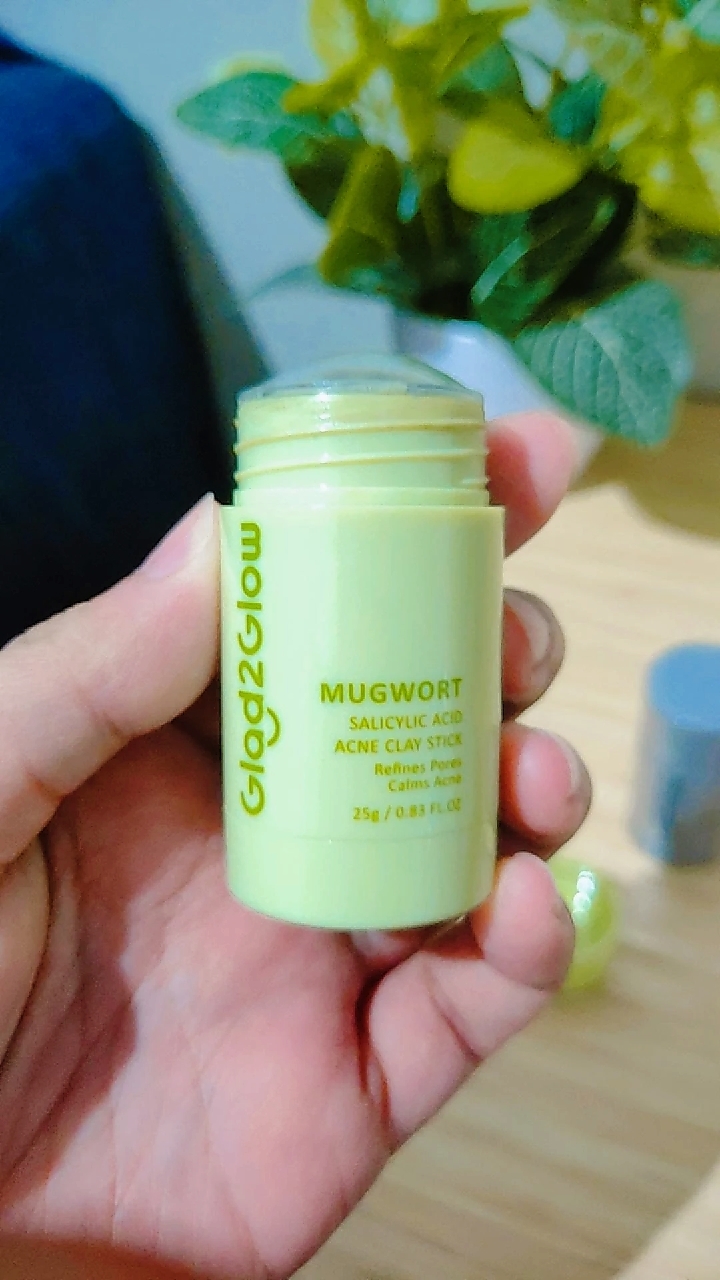 Glad2Glow
MUGWORT
SALICYLIC ACID
ACNE CLAY STICK
Refines Pores
Calms Acne
25g / 0.83 FL.OZ